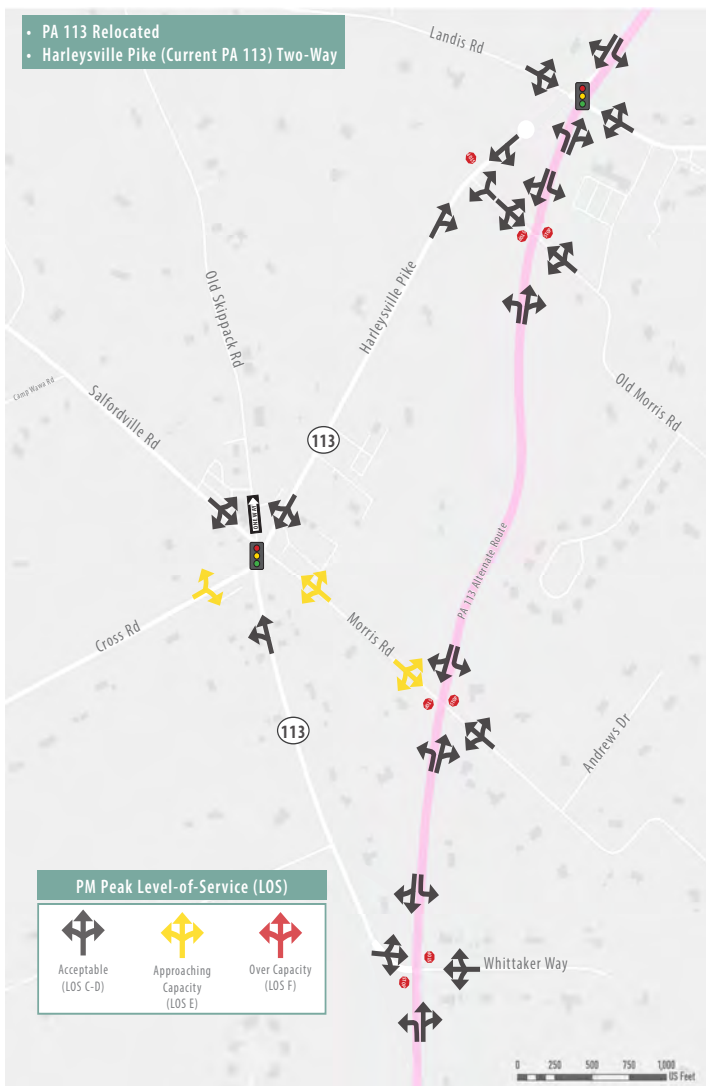 • PA 113 Relocated
• Harleysville Pike (Current PA 113) Two-Way
Landis Rd
Old Skippack Rd
Harleysville Pike
Camp Wawa Rd
Salfordville Rd
Old Morris Rd
113
ONE WAY
PA 113 Alternate Route
Cross Rd
Morris Rd
113
Andrews Dr
PM Peak Level-of-Service (LOS)
Acceptable
(LOS C-D)
Approaching
Capacity
(LOS E)
Over Capacity
(LOS F)
Whittaker Way
0 250 500 750 1,000
US Feet